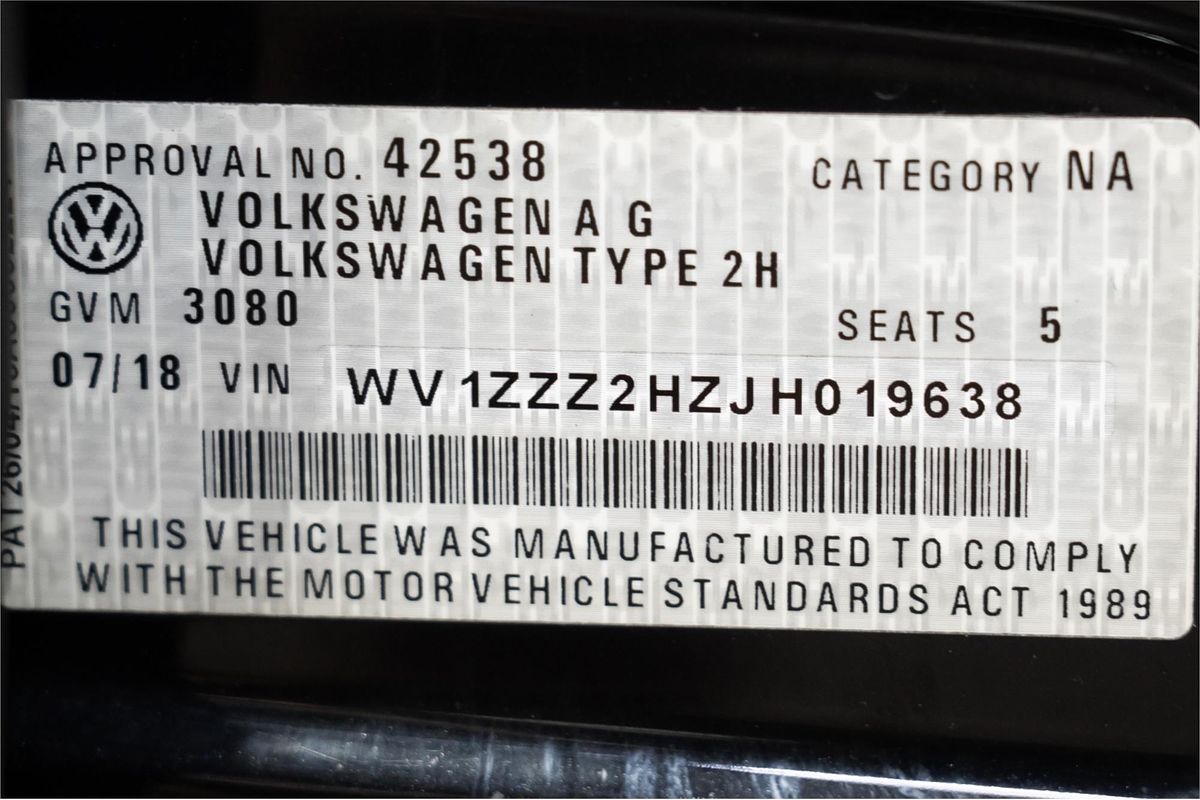 APPROVAL NO. 42538 CATEGORY NA
VOLKSWAGEN A G
VOLKSWAGEN TYPE 2H
GVM 3080 SEATS 5
07/18 VIN WV1ZZZ2HZJH019638
THIS VEHICLE WAS MANUFACTURED TO COMPLY
WITH THE MOTOR VEHICLE STANDARDS ACT 1989